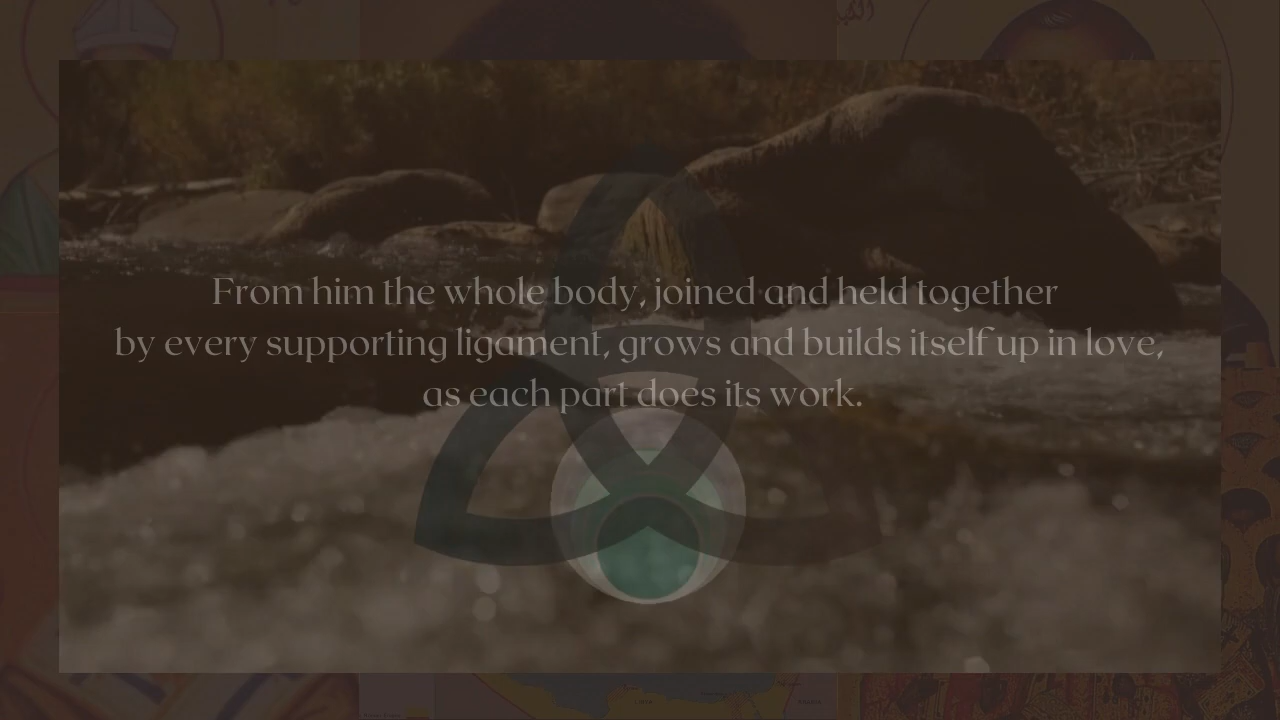 From him the whole body, joined and held together
by every supporting ligament, grows and builds itself up in love,
as each part does its work.